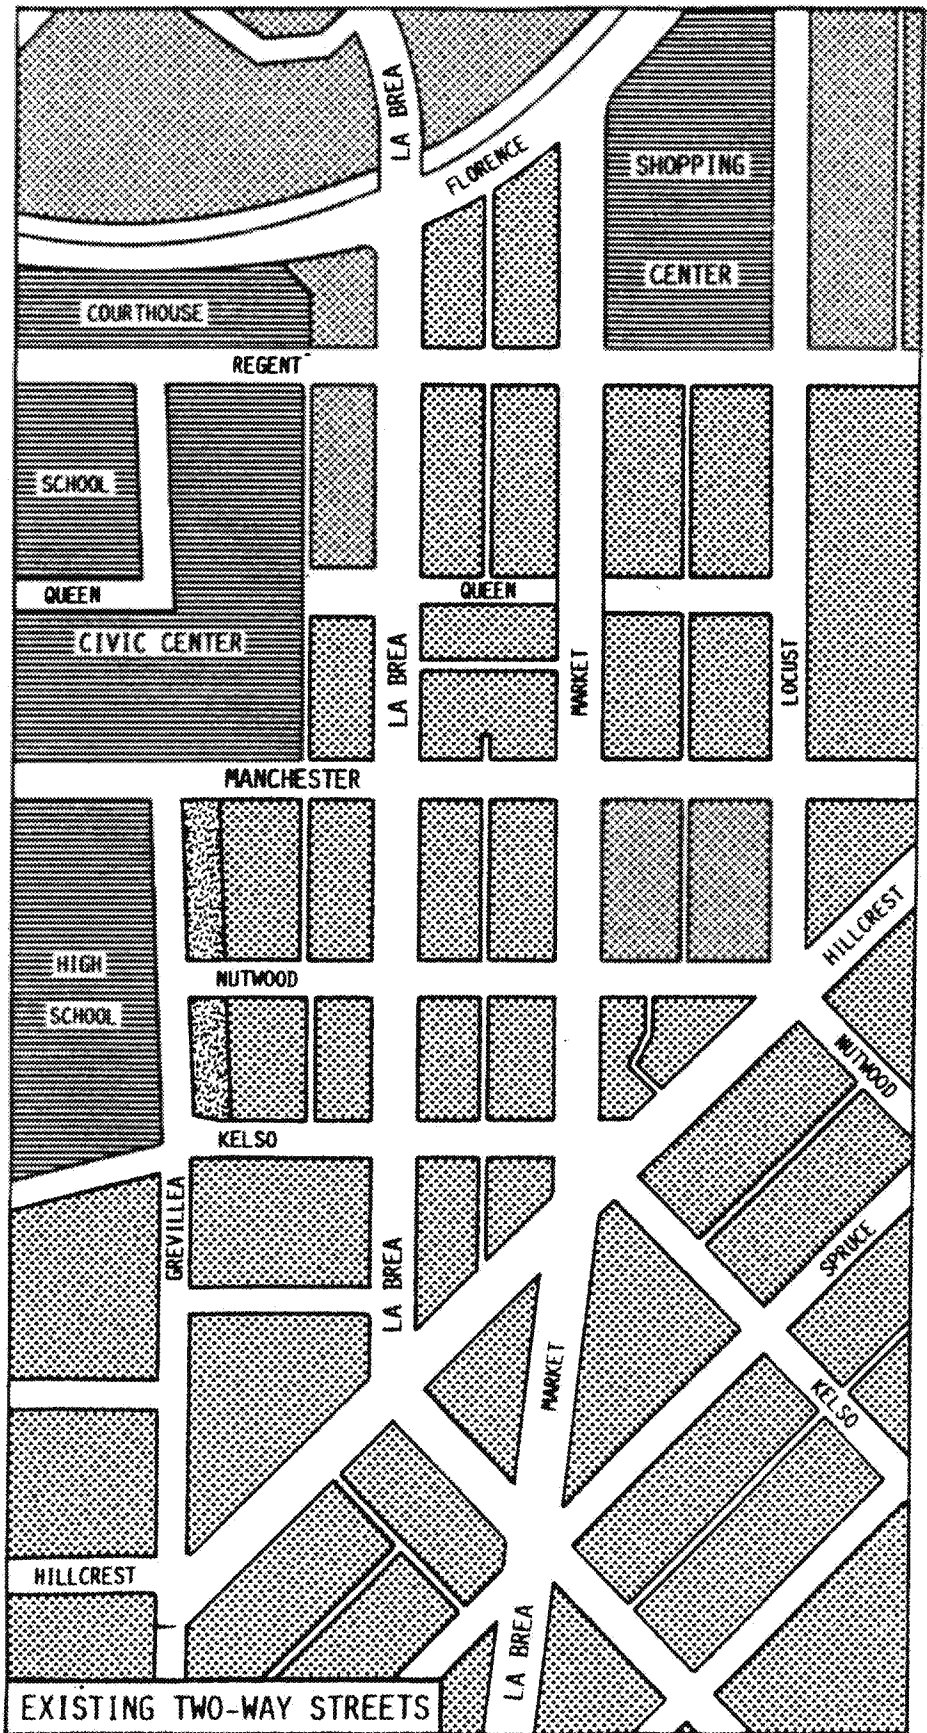 LA BREA
FLORENCE
SHOPPING
CENTER
COURTHOUSE
REGENT
SCHOOL
QUEEN
QUEEN
CIVIC CENTER
LA BREA
MARKET
LOCUST
MANCHESTER
HILLCREST
HIGH
SCHOOL
NUTWOOD
NUTWOOD
KELSO
GREVILLEA
SPRUCE
LA BREA
MARKET
KELSO
HILLCREST
LA BREA
EXISTING TWO-WAY STREETS